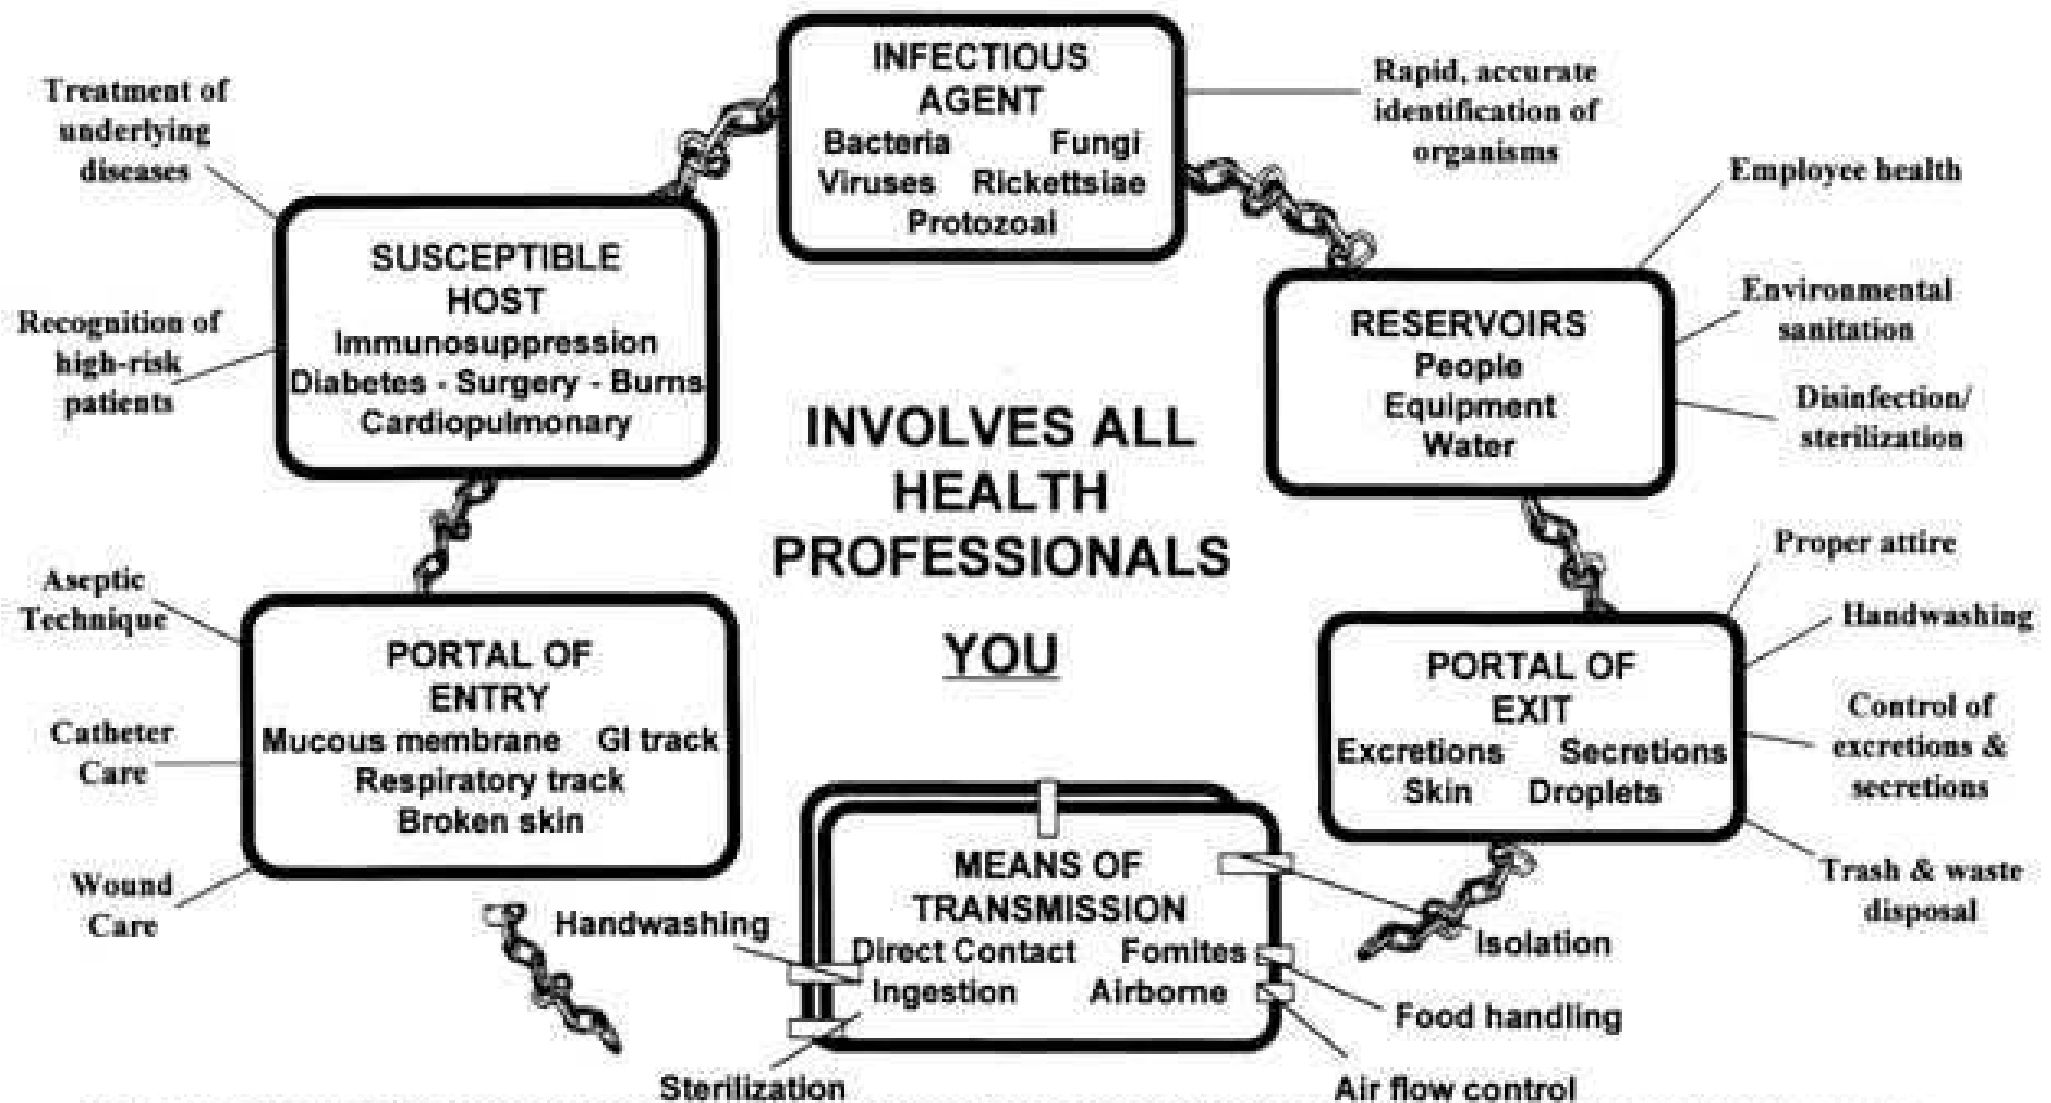 INFECTIOUS
AGENT
Bacteria Fungi
Viruses Rickettsiae
Protozoai
Rapid, accurate
identification of
organisms
Treatment of
underlying
diseases
Recognition of
high-risk
patients
SUSCEPTIBLE
HOST
Immunosuppression
Diabetes - Surgery - Burns
Cardiopulmonary
Employee health
Environmental
sanitation
Disinfection/
sterilization
RESERVOIRS
People
Equipment
Water
INVOLVES ALL
HEALTH
PROFESSIONALS
YOU
Aseptic
Technique
Catheter
Care
Wound
Care
PORTAL OF
ENTRY
Mucous membrane GI track
Respiratory track
Broken skin
Proper attire
Handwashing
Control of
excretions &
secretions
Trash & waste
disposal
PORTAL OF
EXIT
Excretions Secretions
Skin Droplets
MEANS OF
TRANSMISSION
Direct Contact Fomites
Ingestion Airborne
Handwashing
Sterilization
Isolation
Food handling
Air flow control